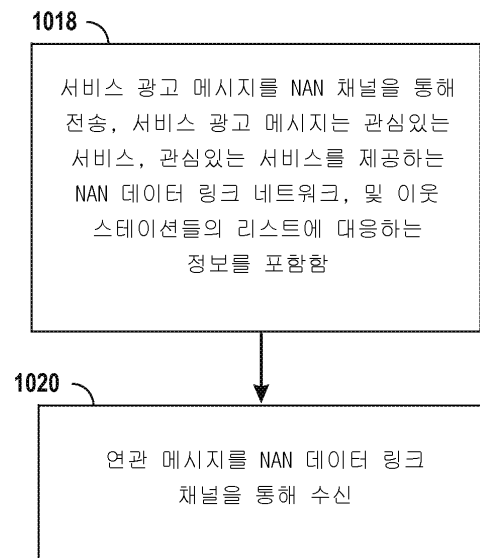 1018
서비스 광고 메시지를 NAN 채널을 통해
전송, 서비스 광고 메시지는 관심있는
서비스, 관심있는 서비스를 제공하는
NAN 데이터 링크 네트워크, 및 이웃
스테이션들의 리스트에 대응하는
정보를 포함함
1020
연관 메시지를 NAN 데이터 링크
채널을 통해 수신